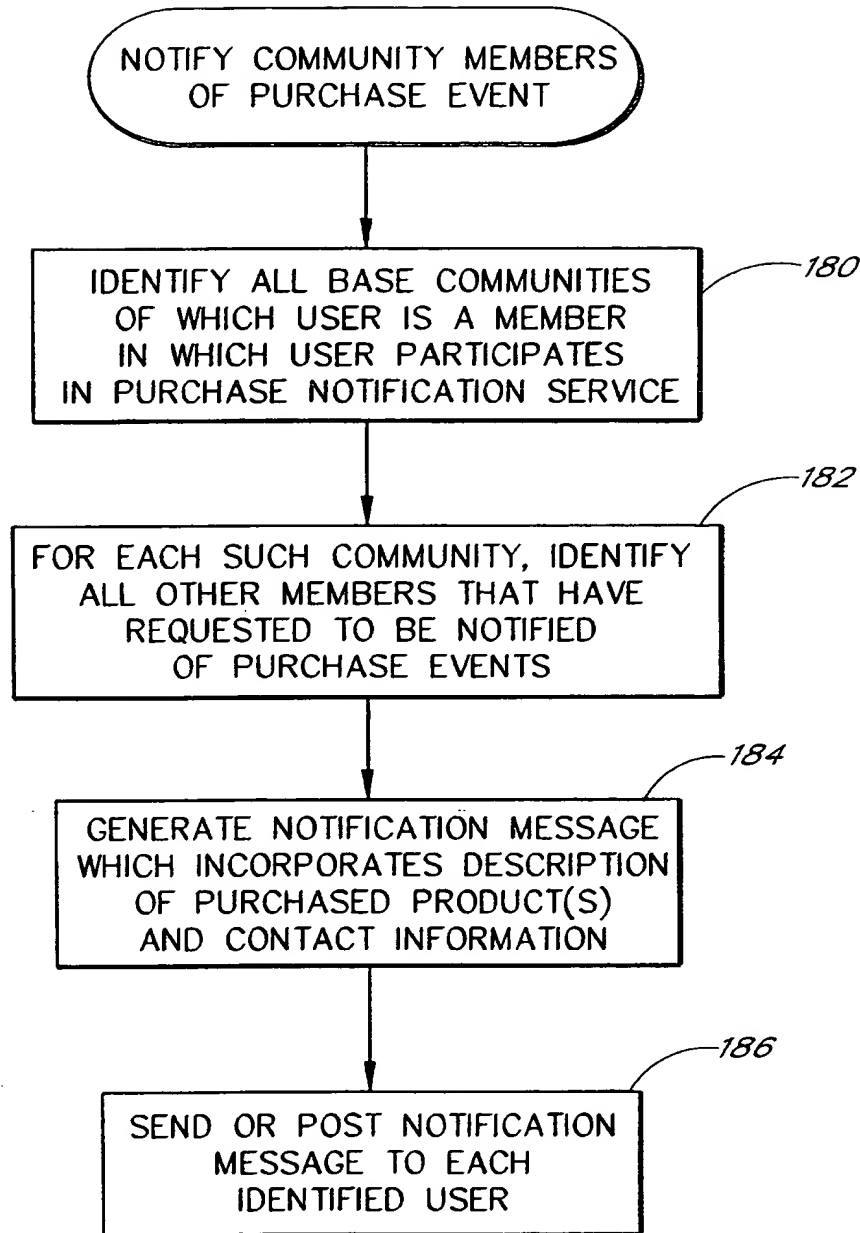 NOTIFY COMMUNITY MEMBERS
OF PURCHASE EVENT
180
IDENTIFY ALL BASE COMMUNITIES
OF WHICH USER IS A MEMBER
IN WHICH USER PARTICIPATES
IN PURCHASE NOTIFICATION SERVICE
182
FOR EACH SUCH COMMUNITY, IDENTIFY
ALL OTHER MEMBERS THAT HAVE
REQUESTED TO BE NOTIFIED
OF PURCHASE EVENTS
184
GENERATE NOTIFICATION MESSAGE
WHICH INCORPORATES DESCRIPTION
OF PURCHASED PRODUCT(S)
AND CONTACT INFORMATION
186
SEND OR POST NOTIFICATION
MESSAGE TO EACH
IDENTIFIED USER